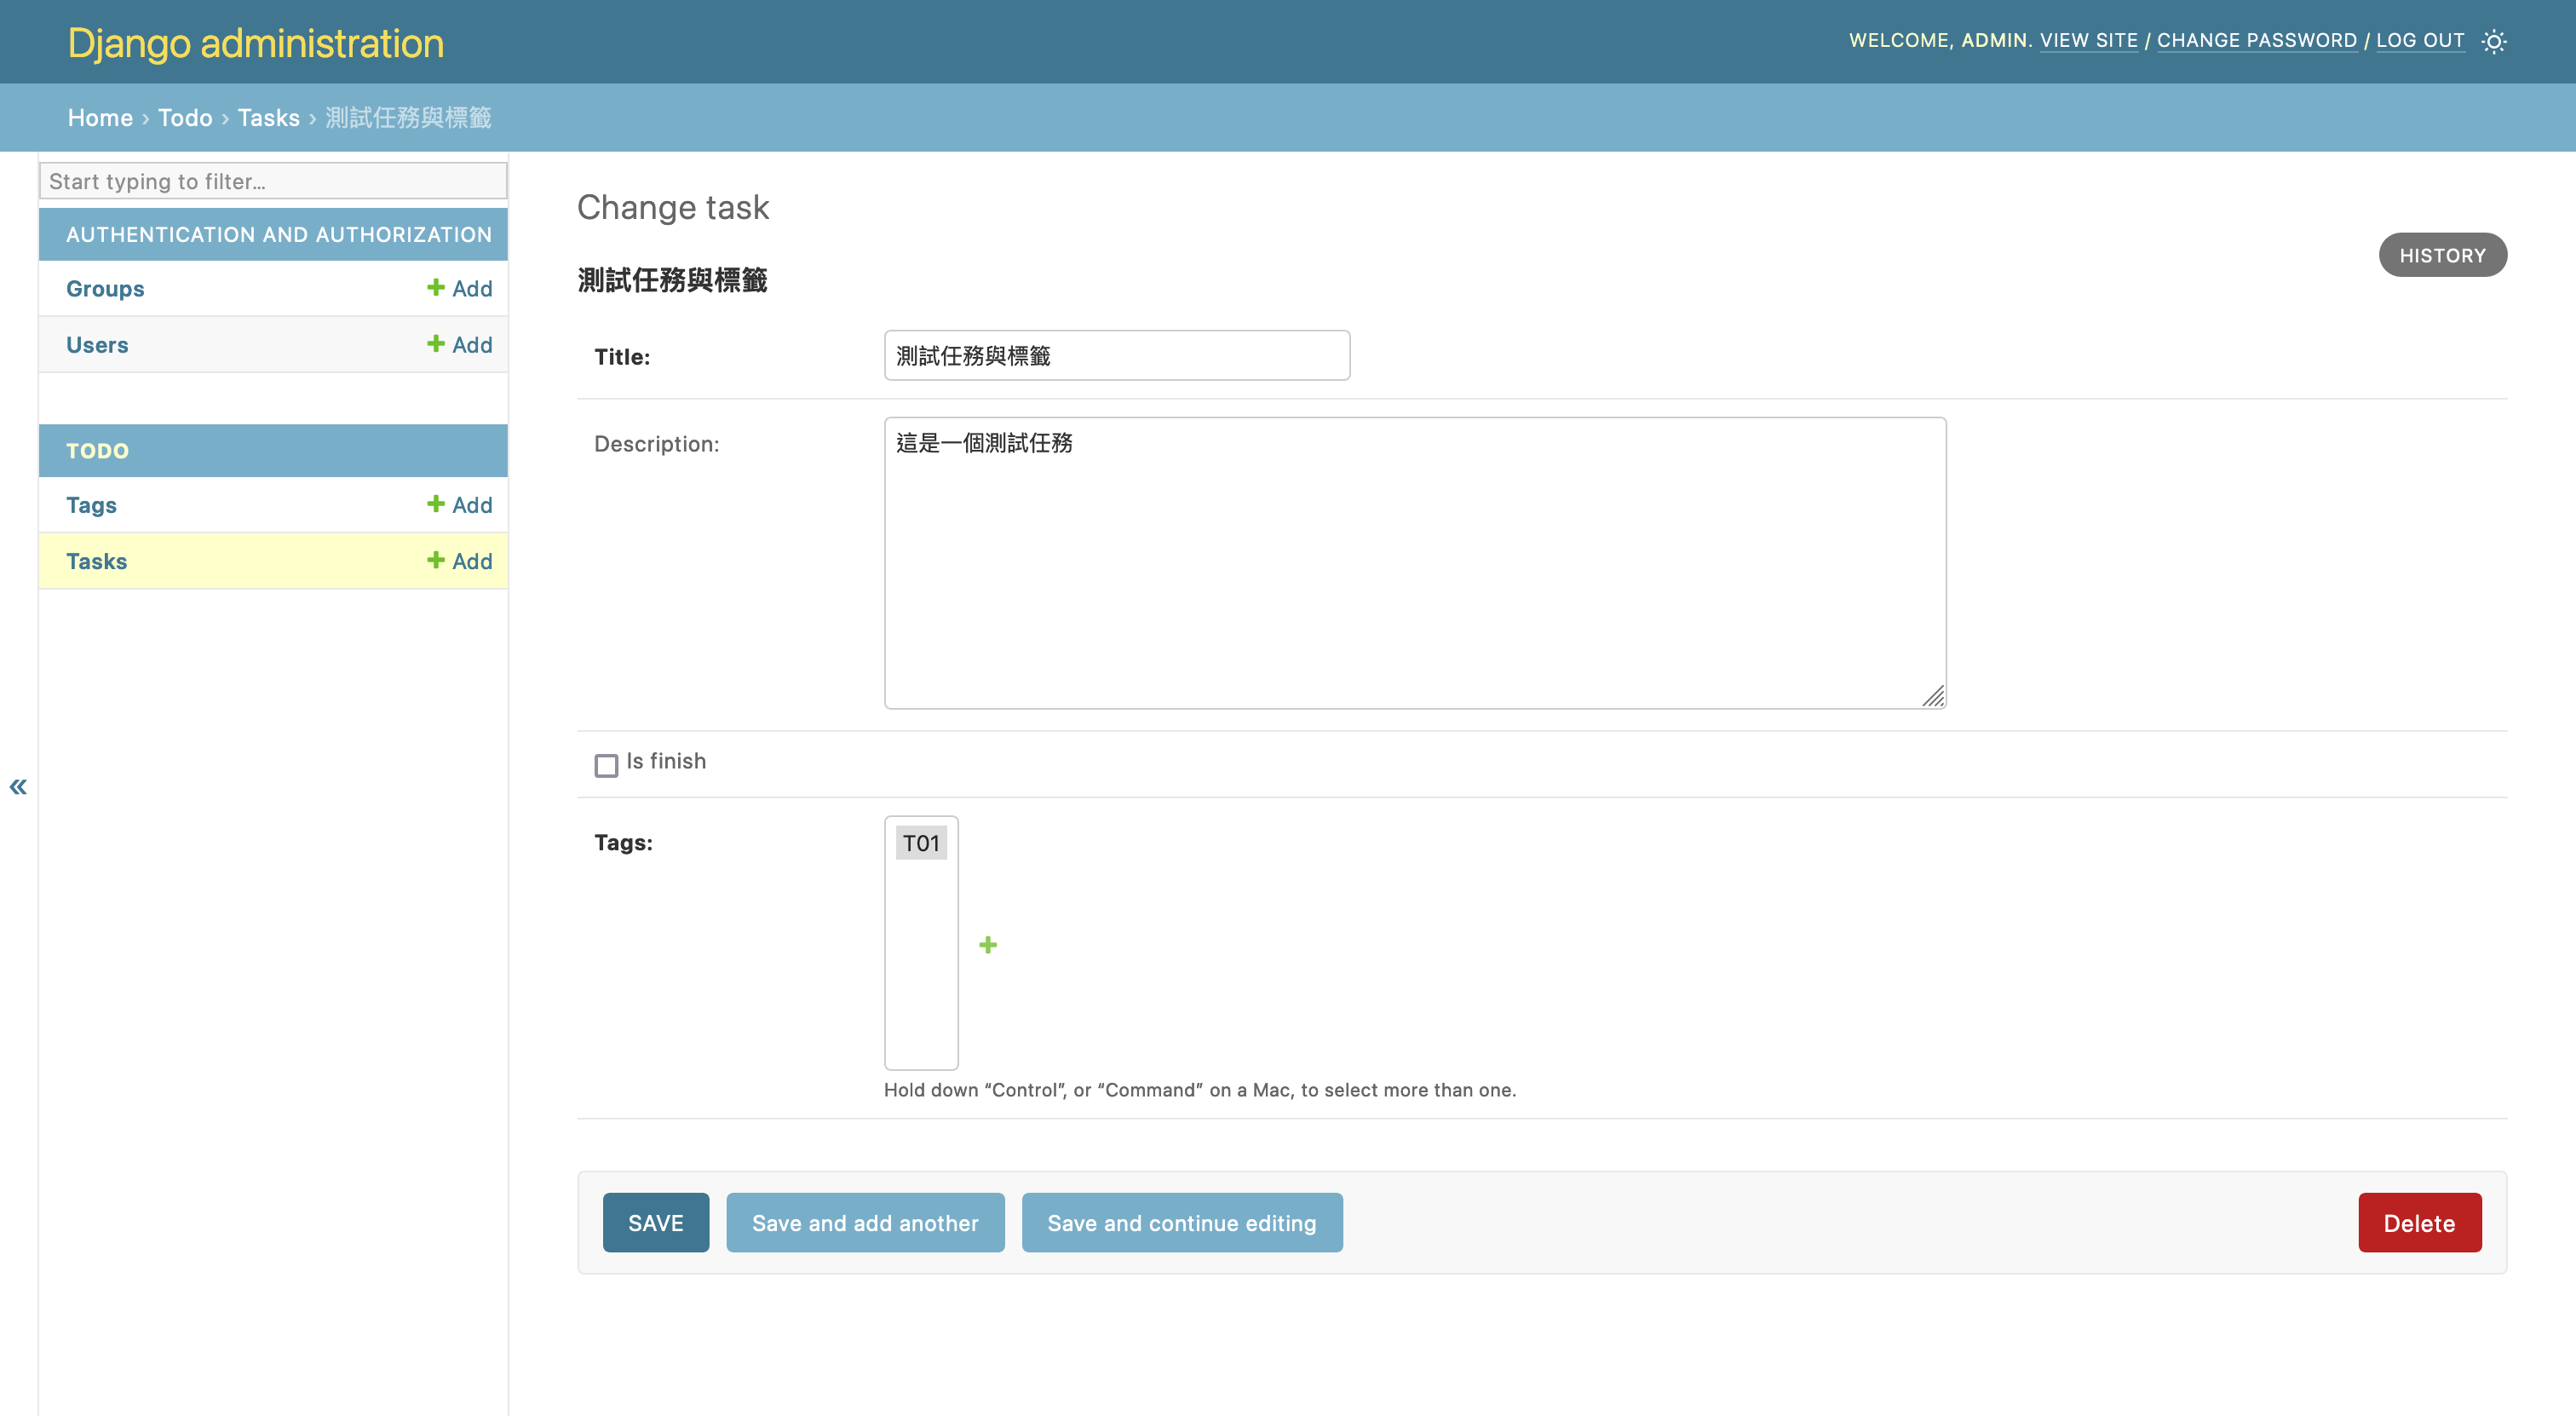 Django administration
WELCOME, ADMIN. VIEW SITE / CHANGE PASSWORD / LOG OUT
Home › Todo › Tasks › 測試任務與標籤
Start typing to filter…
AUTHENTICATION AND AUTHORIZATION
Groups + Add
Users + Add
TODO
Tags + Add
Tasks + Add
«
Change task
HISTORY
測試任務與標籤
Title: 測試任務與標籤
Description: 這是一個測試任務
Is finish
Tags: T01
Hold down “Control”, or “Command” on a Mac, to select more than one.
SAVE Save and add another Save and continue editing Delete